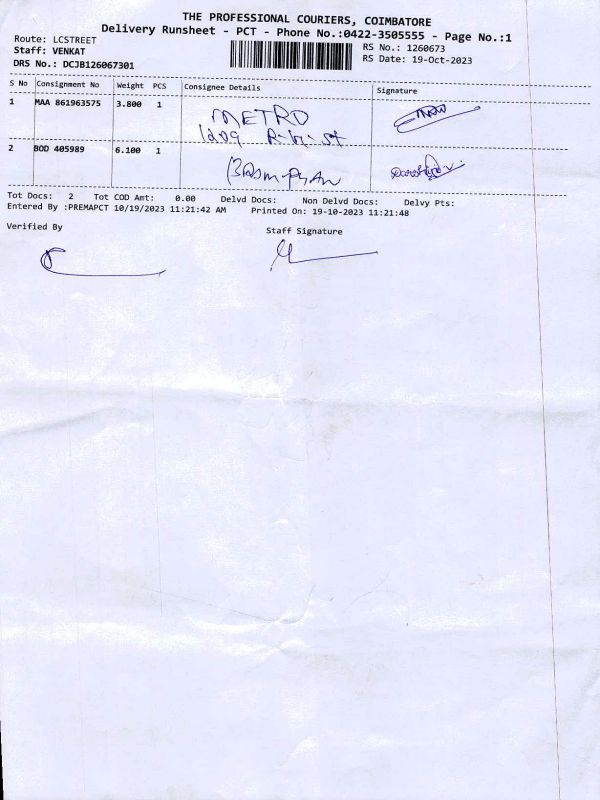 THE PROFESSIONAL COURIERS, COIMBATORE
Delivery Runsheet - PCT - Phone No.:0422-3505555 - Page No.:1
Route: LCSTREET
RS No.: 1260673
Staff: VENKAT
RS Date: 19-Oct-2023
DRS No.: DCJB126067301
S No Consignment No Weight PCS Consignee Details Signature
1 MAA 861963575 3.800 1 METRO
2 BOD 405989 6.100 1
Tot Docs: 2 Tot COD Amt: 0.00 Delvd Docs: Non Delvd Docs: Delvy Pts:
Entered By :PREMAPCT 10/19/2023 11:21:42 AM Printed On: 19-10-2023 11:21:48
Verified By Staff Signature